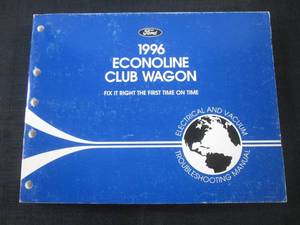 Ford
1996
ECONOLINE
CLUB WAGON
FIX IT RIGHT THE FIRST TIME ON TIME
ELECTRICAL AND VACUUM
TROUBLESHOOTING MANUAL